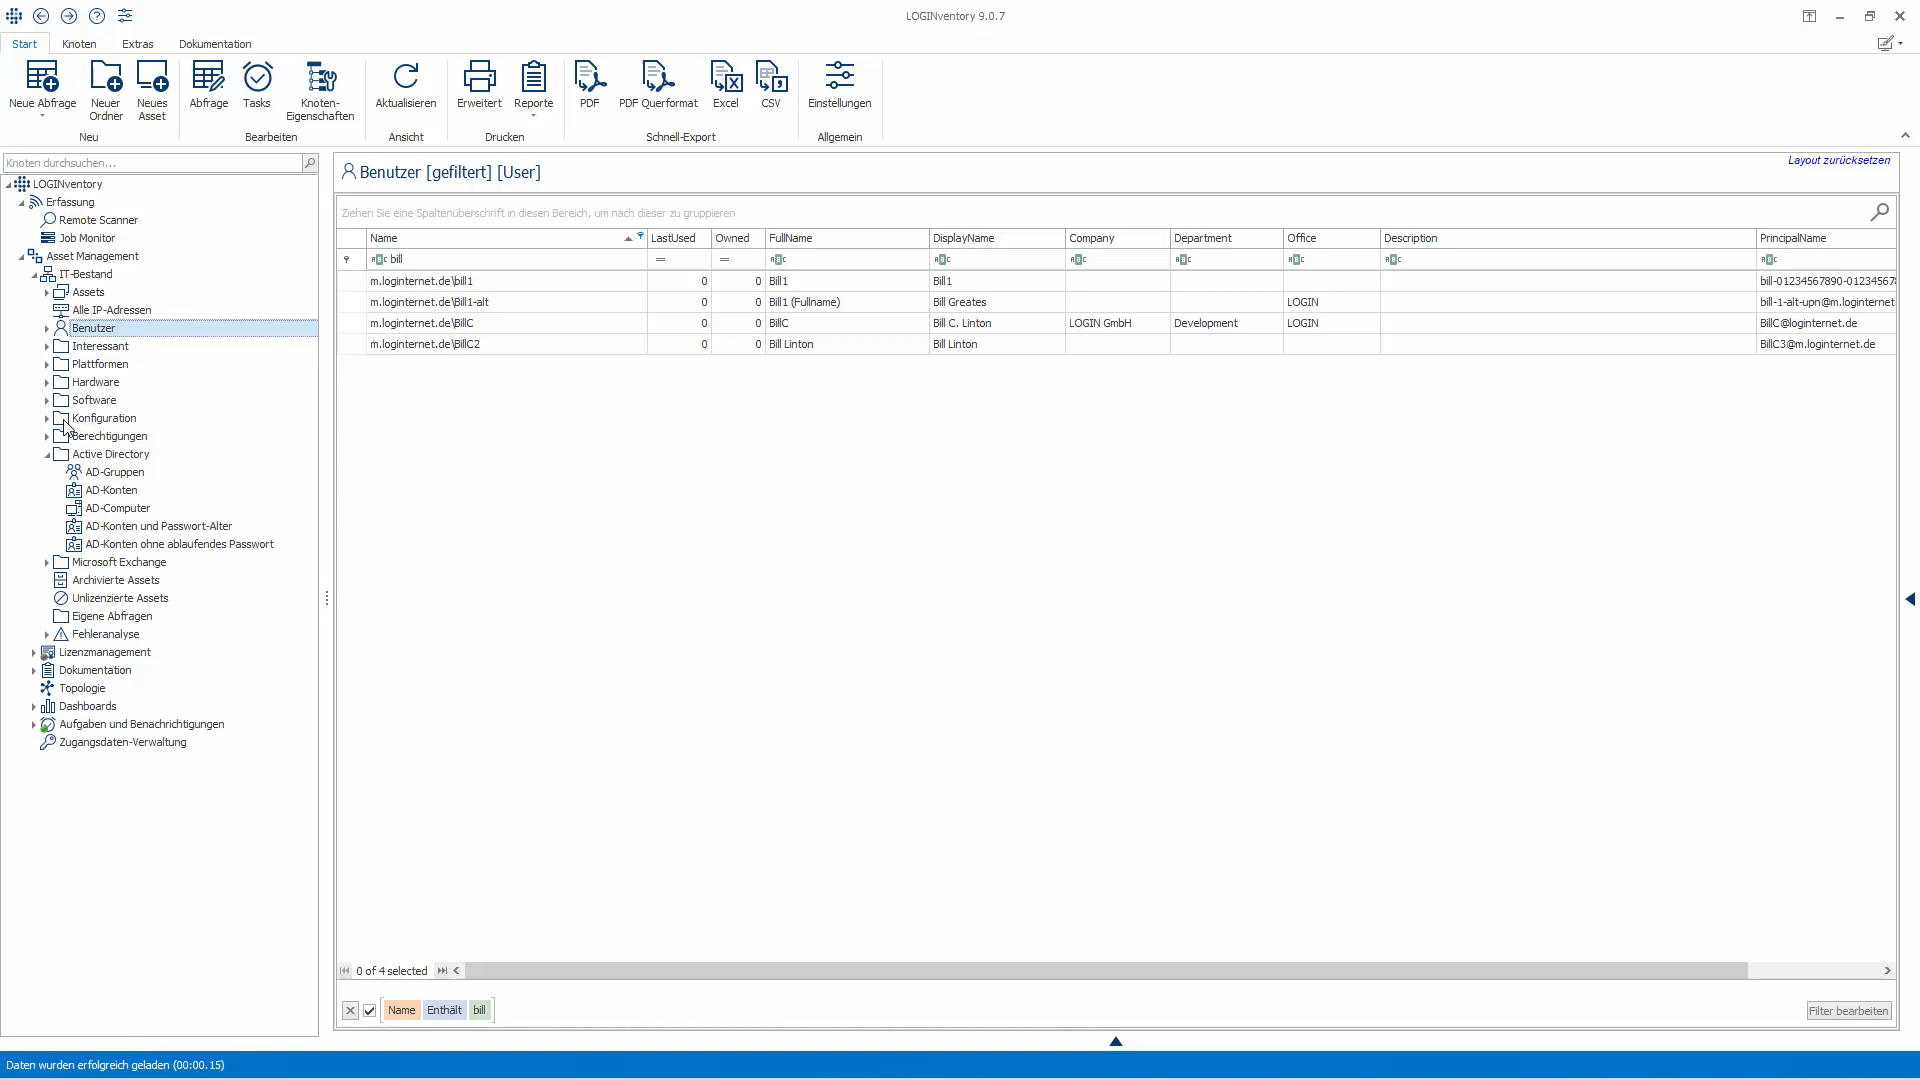 LOGINventory 9.0.7
Start Knoten Extras Dokumentation
Neue Abfrage
Neuer Ordner
Neues Asset
Abfrage
Tasks
Knoten-Eigenschaften
Aktualisieren
Erweitert
Reporte
PDF
PDF Querformat
Excel
CSV
Einstellungen
Neu Bearbeiten Ansicht Drucken Schnell-Export Allgemein
Knoten durchsuchen...
LOGINventory
Erfassung
Remote Scanner
Job Monitor
Asset Management
IT-Bestand
Assets
Alle IP-Adressen
Benutzer
Interessant
Plattformen
Hardware
Software
Konfiguration
Berechtigungen
Active Directory
AD-Gruppen
AD-Konten
AD-Computer
AD-Konten und Passwort-Alter
AD-Konten ohne ablaufendes Passwort
Microsoft Exchange
Archivierte Assets
Unlizenzierte Assets
Eigene Abfragen
Fehleranalyse
Lizenzmanagement
Dokumentation
Topologie
Dashboards
Aufgaben und Benachrichtigungen
Zugangsdaten-Verwaltung
Layout zurücksetzen
Benutzer [gefiltert] [User]
Ziehen Sie eine Spaltenüberschrift in diesen Bereich, um nach dieser zu gruppieren
Name LastUsed Owned FullName DisplayName Company Department Office Description PrincipalName
bill = =
m.loginternet.de\bill1 0 0 Bill1 Bill1 bill-01234567890-01234567
m.loginternet.de\Bill1-alt 0 0 Bill1 (Fullname) Bill Greates LOGIN bill-1-alt-upn@m.loginternet
m.loginternet.de\BillC 0 0 BillC Bill C. Linton LOGIN GmbH Development LOGIN BillC@loginternet.de
m.loginternet.de\BillC2 0 0 Bill Linton Bill Linton BillC3@m.loginternet.de
0 of 4 selected
Name Enthält bill
Filter bearbeiten
Daten wurden erfolgreich geladen (00:00.15)